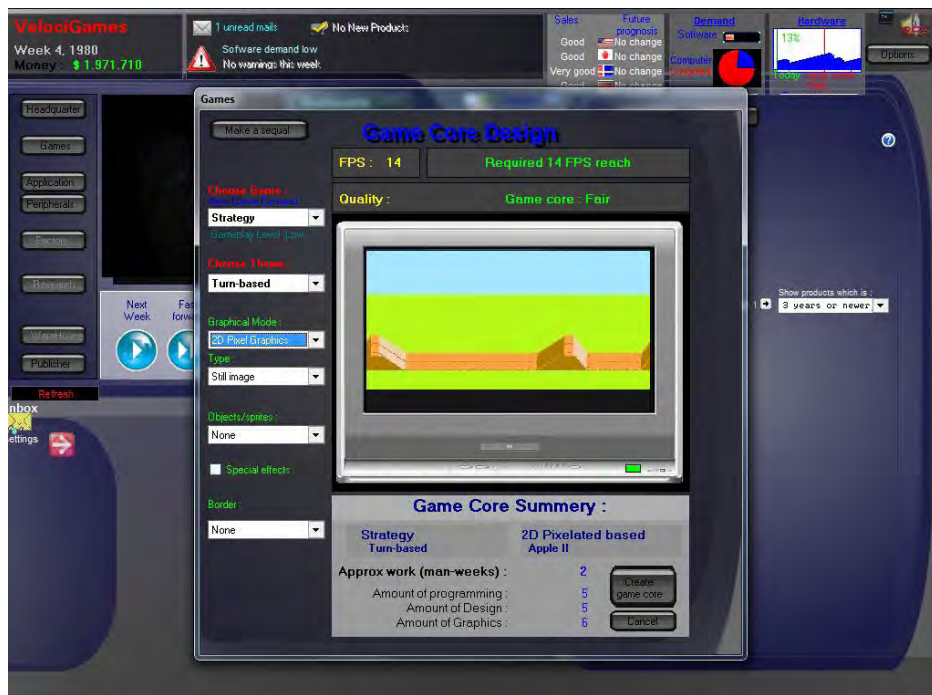 VelociGames
Week 4, 1980
Money : $ 1.971.710
1 unread mails
No New Products
Sofware demand low
No warnings this week
Sales
Future
prognosis
Good
No change
Good
No change
Very good
No change
Demand
Software
Computer
Hardware
13%
Today
Options
Headquarter
Games
Application
Peripherals
Factory
Research
Warehouse
Publisher
Refresh
nbox
ettings
Next
Week
Show products which is :
1
3 years or newer
Games
Make a sequal
Game Core Design
FPS : 14
Required 14 FPS reach
Quality :
Game core : Fair
Choose Genre :
Strategy
Gameplay Level :Low
Choose Theme :
Turn-based
Graphical Mode :
2D Pixel Graphics
Type :
Still image
Objects/sprites :
None
Special effects
Border :
None
Game Core Summery :
Strategy
Turn-based
2D Pixelated based
Apple II
Approx work (man-weeks) :
2
Amount of programming :
5
Amount of Design :
5
Amount of Graphics :
6
Create
game core
Cancel